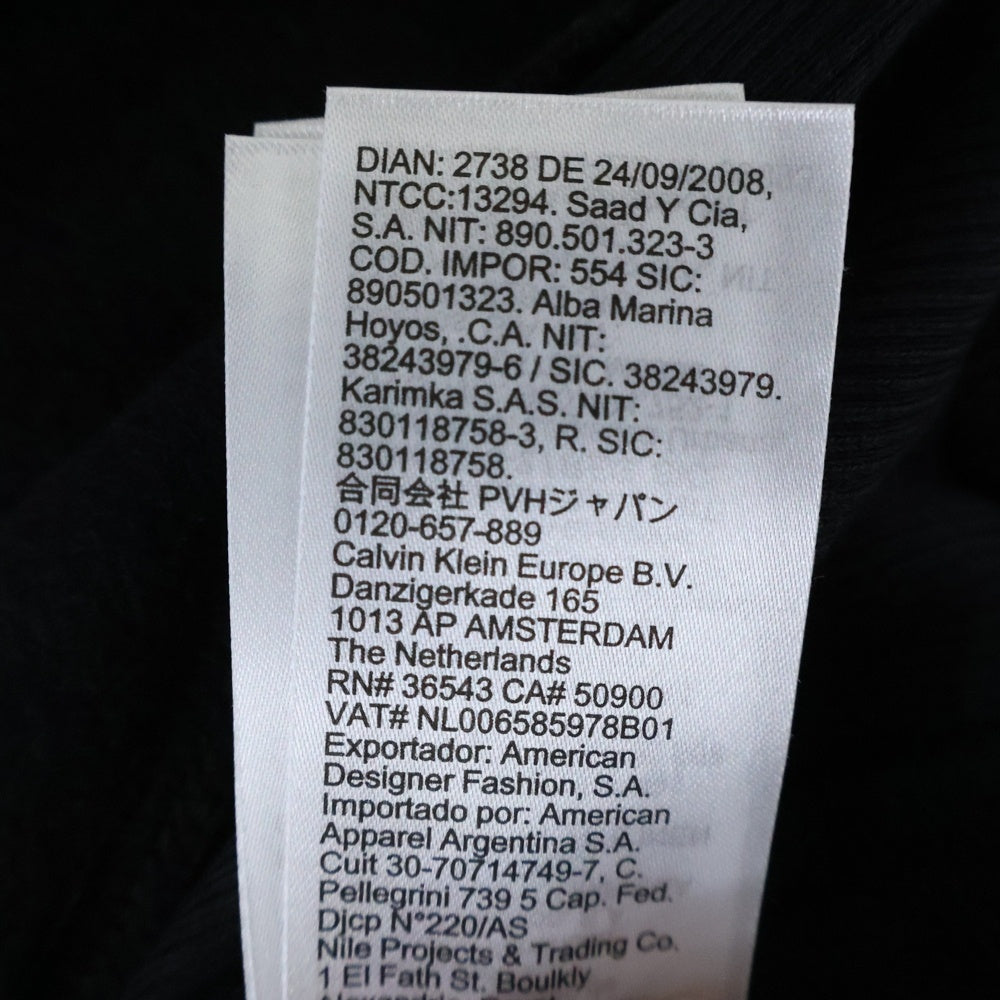 DIAN: 2738 DE 24/09/2008,
NTCC:13294. Saad Y Cia,
S.A. NIT: 890.501.323-3
COD. IMPOR: 554 SIC:
890501323. Alba Marina
Hoyos, .C.A. NIT:
38243979-6 / SIC. 38243979.
Karimka S.A.S. NIT:
830118758-3, R. SIC:
830118758.
合同会社 PVHジャパン
0120-657-889
Calvin Klein Europe B.V.
Danzigerkade 165
1013 AP AMSTERDAM
The Netherlands
RN# 36543 CA# 50900
VAT# NL006585978B01
Exportador: American
Designer Fashion, S.A.
Importado por: American
Apparel Argentina S.A.
Cuit 30-70714749-7, C.
Pellegrini 739 5 Cap. Fed.
Djcp N°220/AS
Nile Projects & Trading Co.
1 El Fath St. Boulkly